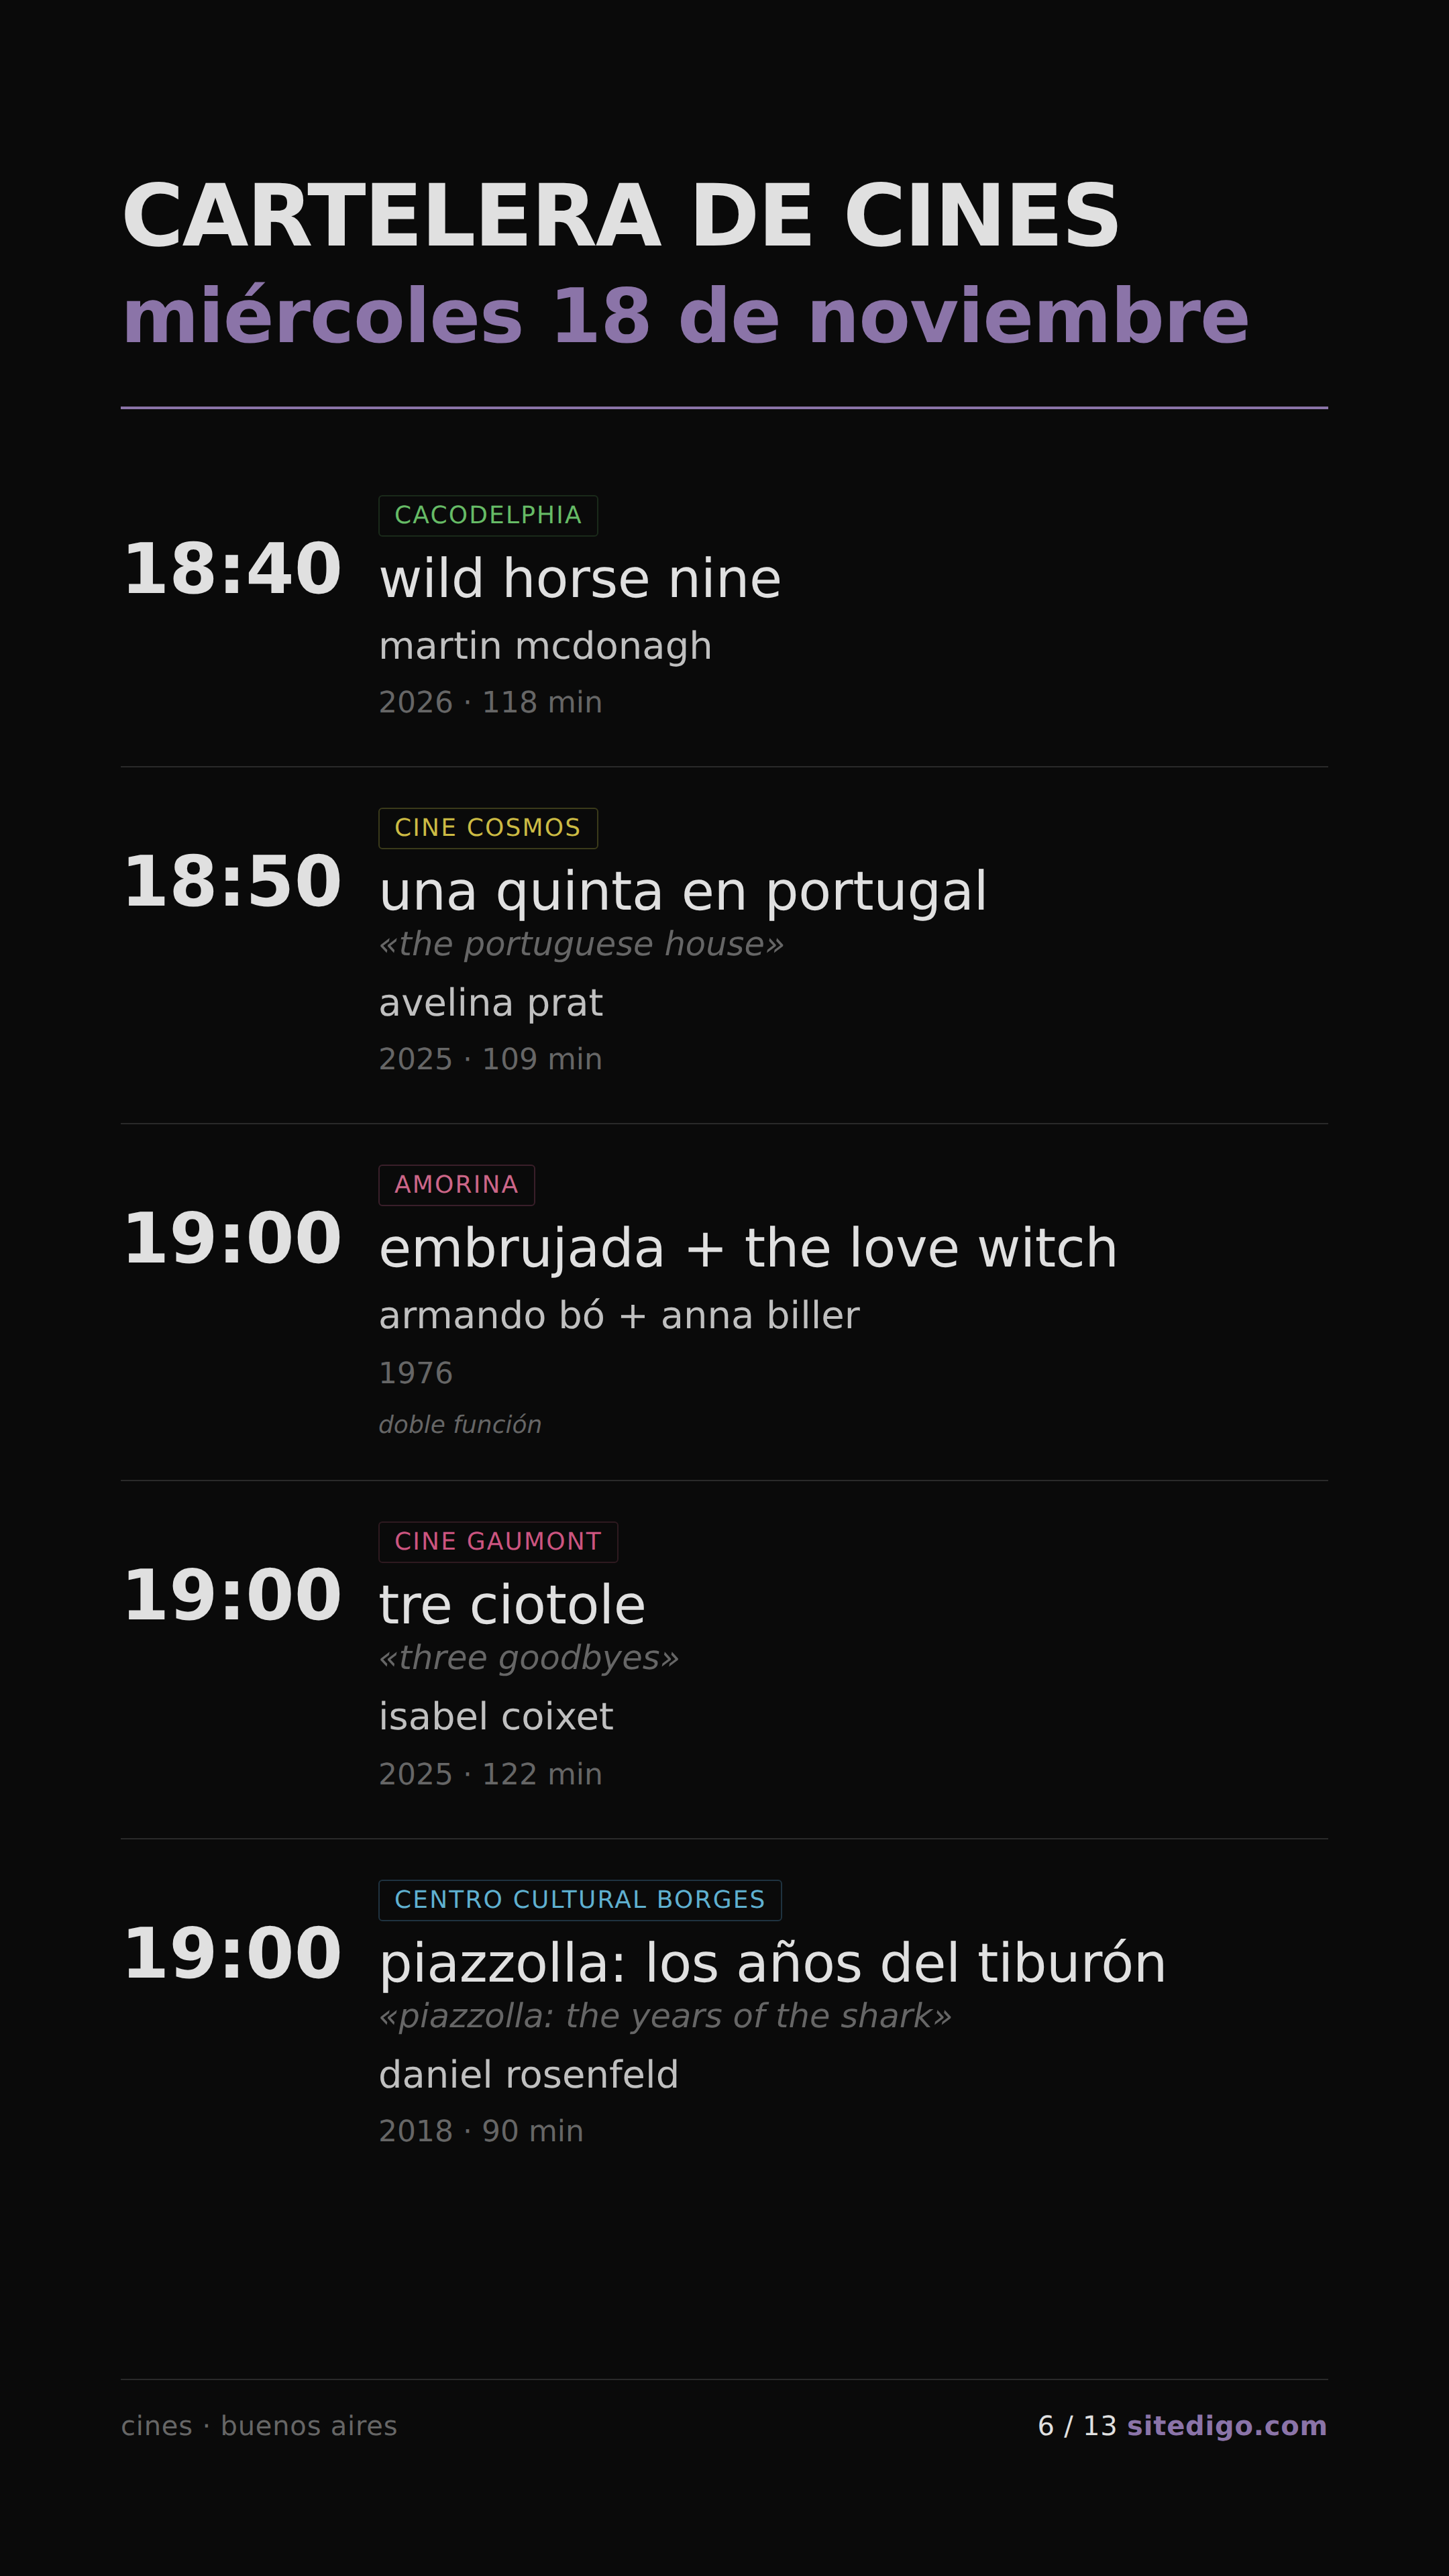 CARTELERA DE CINES
miércoles 18 de noviembre
CACODELPHIA
18:40
wild horse nine
martin mcdonagh
2026 · 118 min
CINE COSMOS
18:50
una quinta en portugal
«the portuguese house»
avelina prat
2025 · 109 min
AMORINA
19:00
embrujada + the love witch
armando bó + anna biller
1976
doble función
CINE GAUMONT
19:00
tre ciotole
«three goodbyes»
isabel coixet
2025 · 122 min
CENTRO CULTURAL BORGES
19:00
piazzolla: los años del tiburón
«piazzolla: the years of the shark»
daniel rosenfeld
2018 · 90 min
cines · buenos aires
6 / 13 sitedigo.com